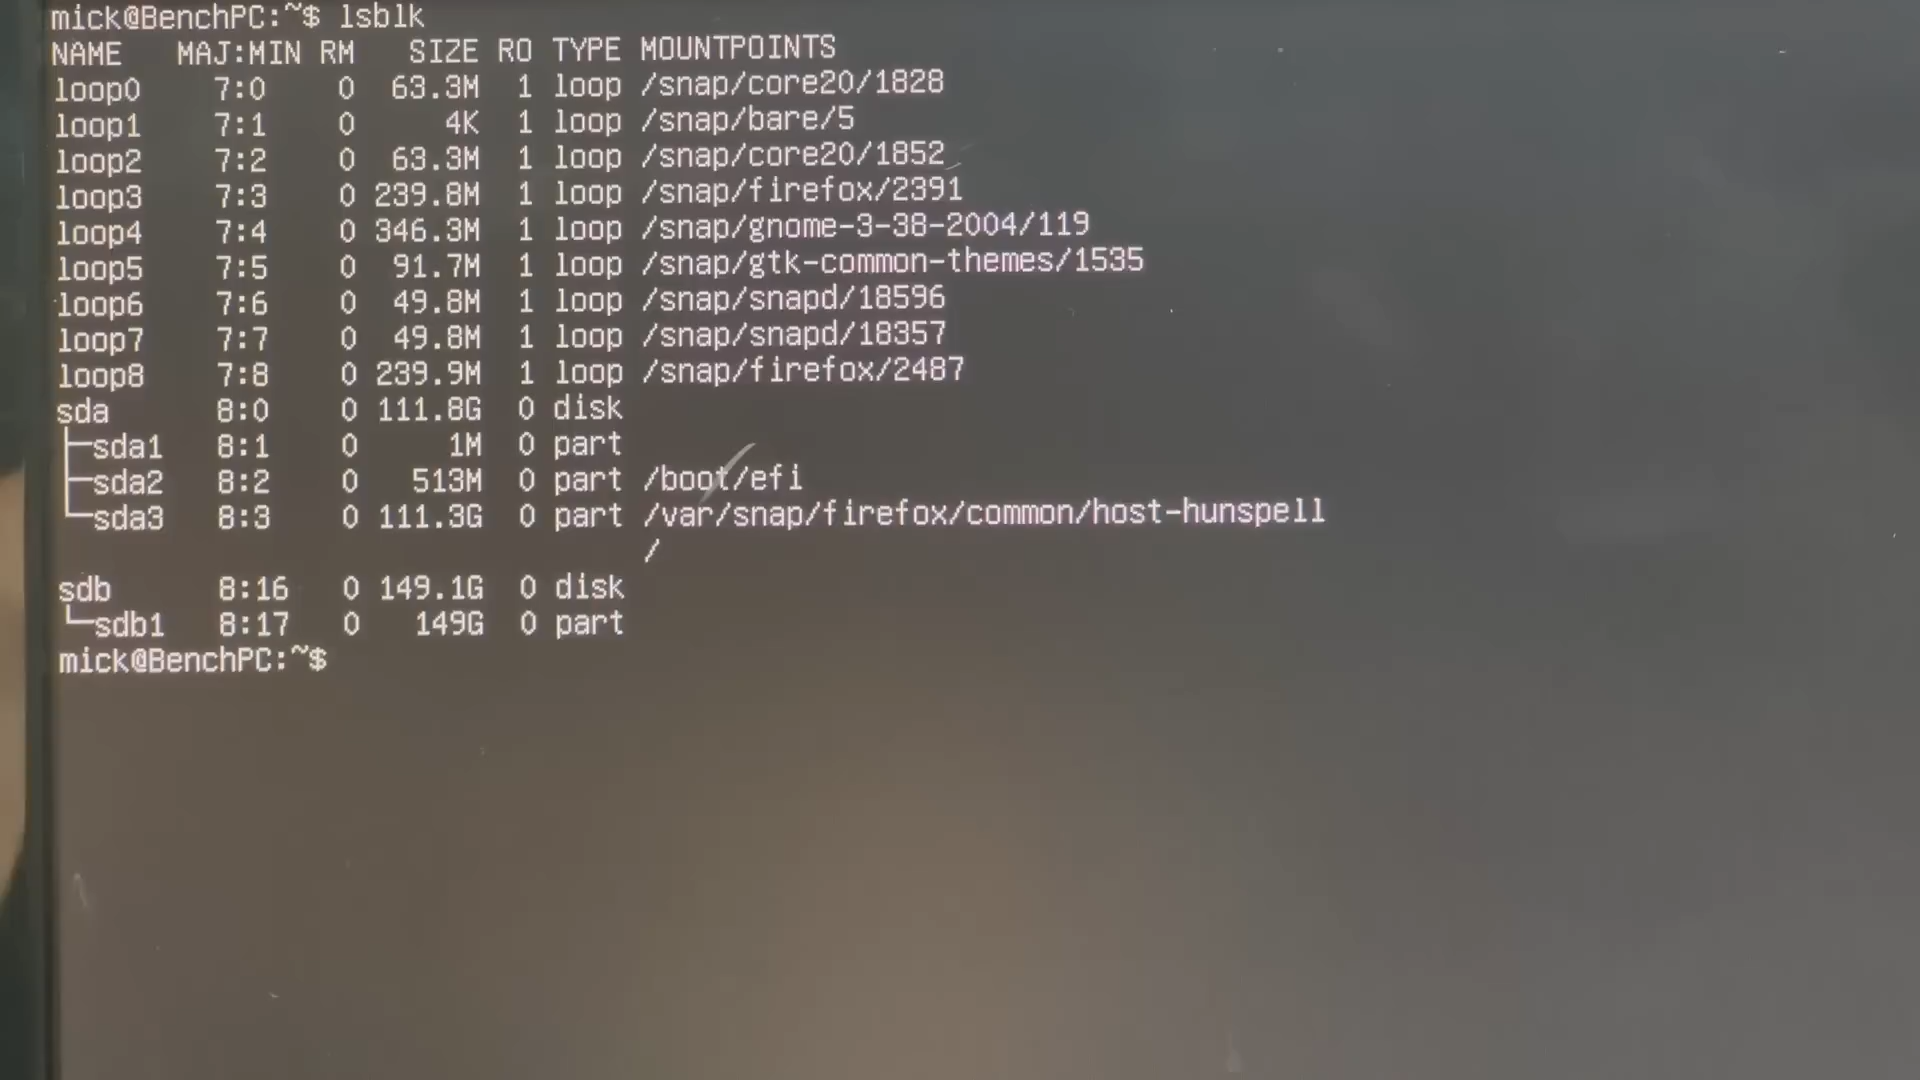 mick@BenchPC:~$ lsblk
NAME   MAJ:MIN RM   SIZE RO TYPE MOUNTPOINTS
loop0    7:0    0  63.3M  1 loop /snap/core20/1828
loop1    7:1    0     4K  1 loop /snap/bare/5
loop2    7:2    0  63.3M  1 loop /snap/core20/1852
loop3    7:3    0 239.8M  1 loop /snap/firefox/2391
loop4    7:4    0 346.3M  1 loop /snap/gnome-3-38-2004/119
loop5    7:5    0  91.7M  1 loop /snap/gtk-common-themes/1535
loop6    7:6    0  49.8M  1 loop /snap/snapd/18596
loop7    7:7    0  49.8M  1 loop /snap/snapd/18357
loop8    7:8    0 239.9M  1 loop /snap/firefox/2487
sda      8:0    0 111.8G  0 disk
├─sda1   8:1    0     1M  0 part
├─sda2   8:2    0   513M  0 part /boot/efi
└─sda3   8:3    0 111.3G  0 part /var/snap/firefox/common/host-hunspell
                                 /
sdb      8:16   0 149.1G  0 disk
└─sdb1   8:17   0   149G  0 part
mick@BenchPC:~$